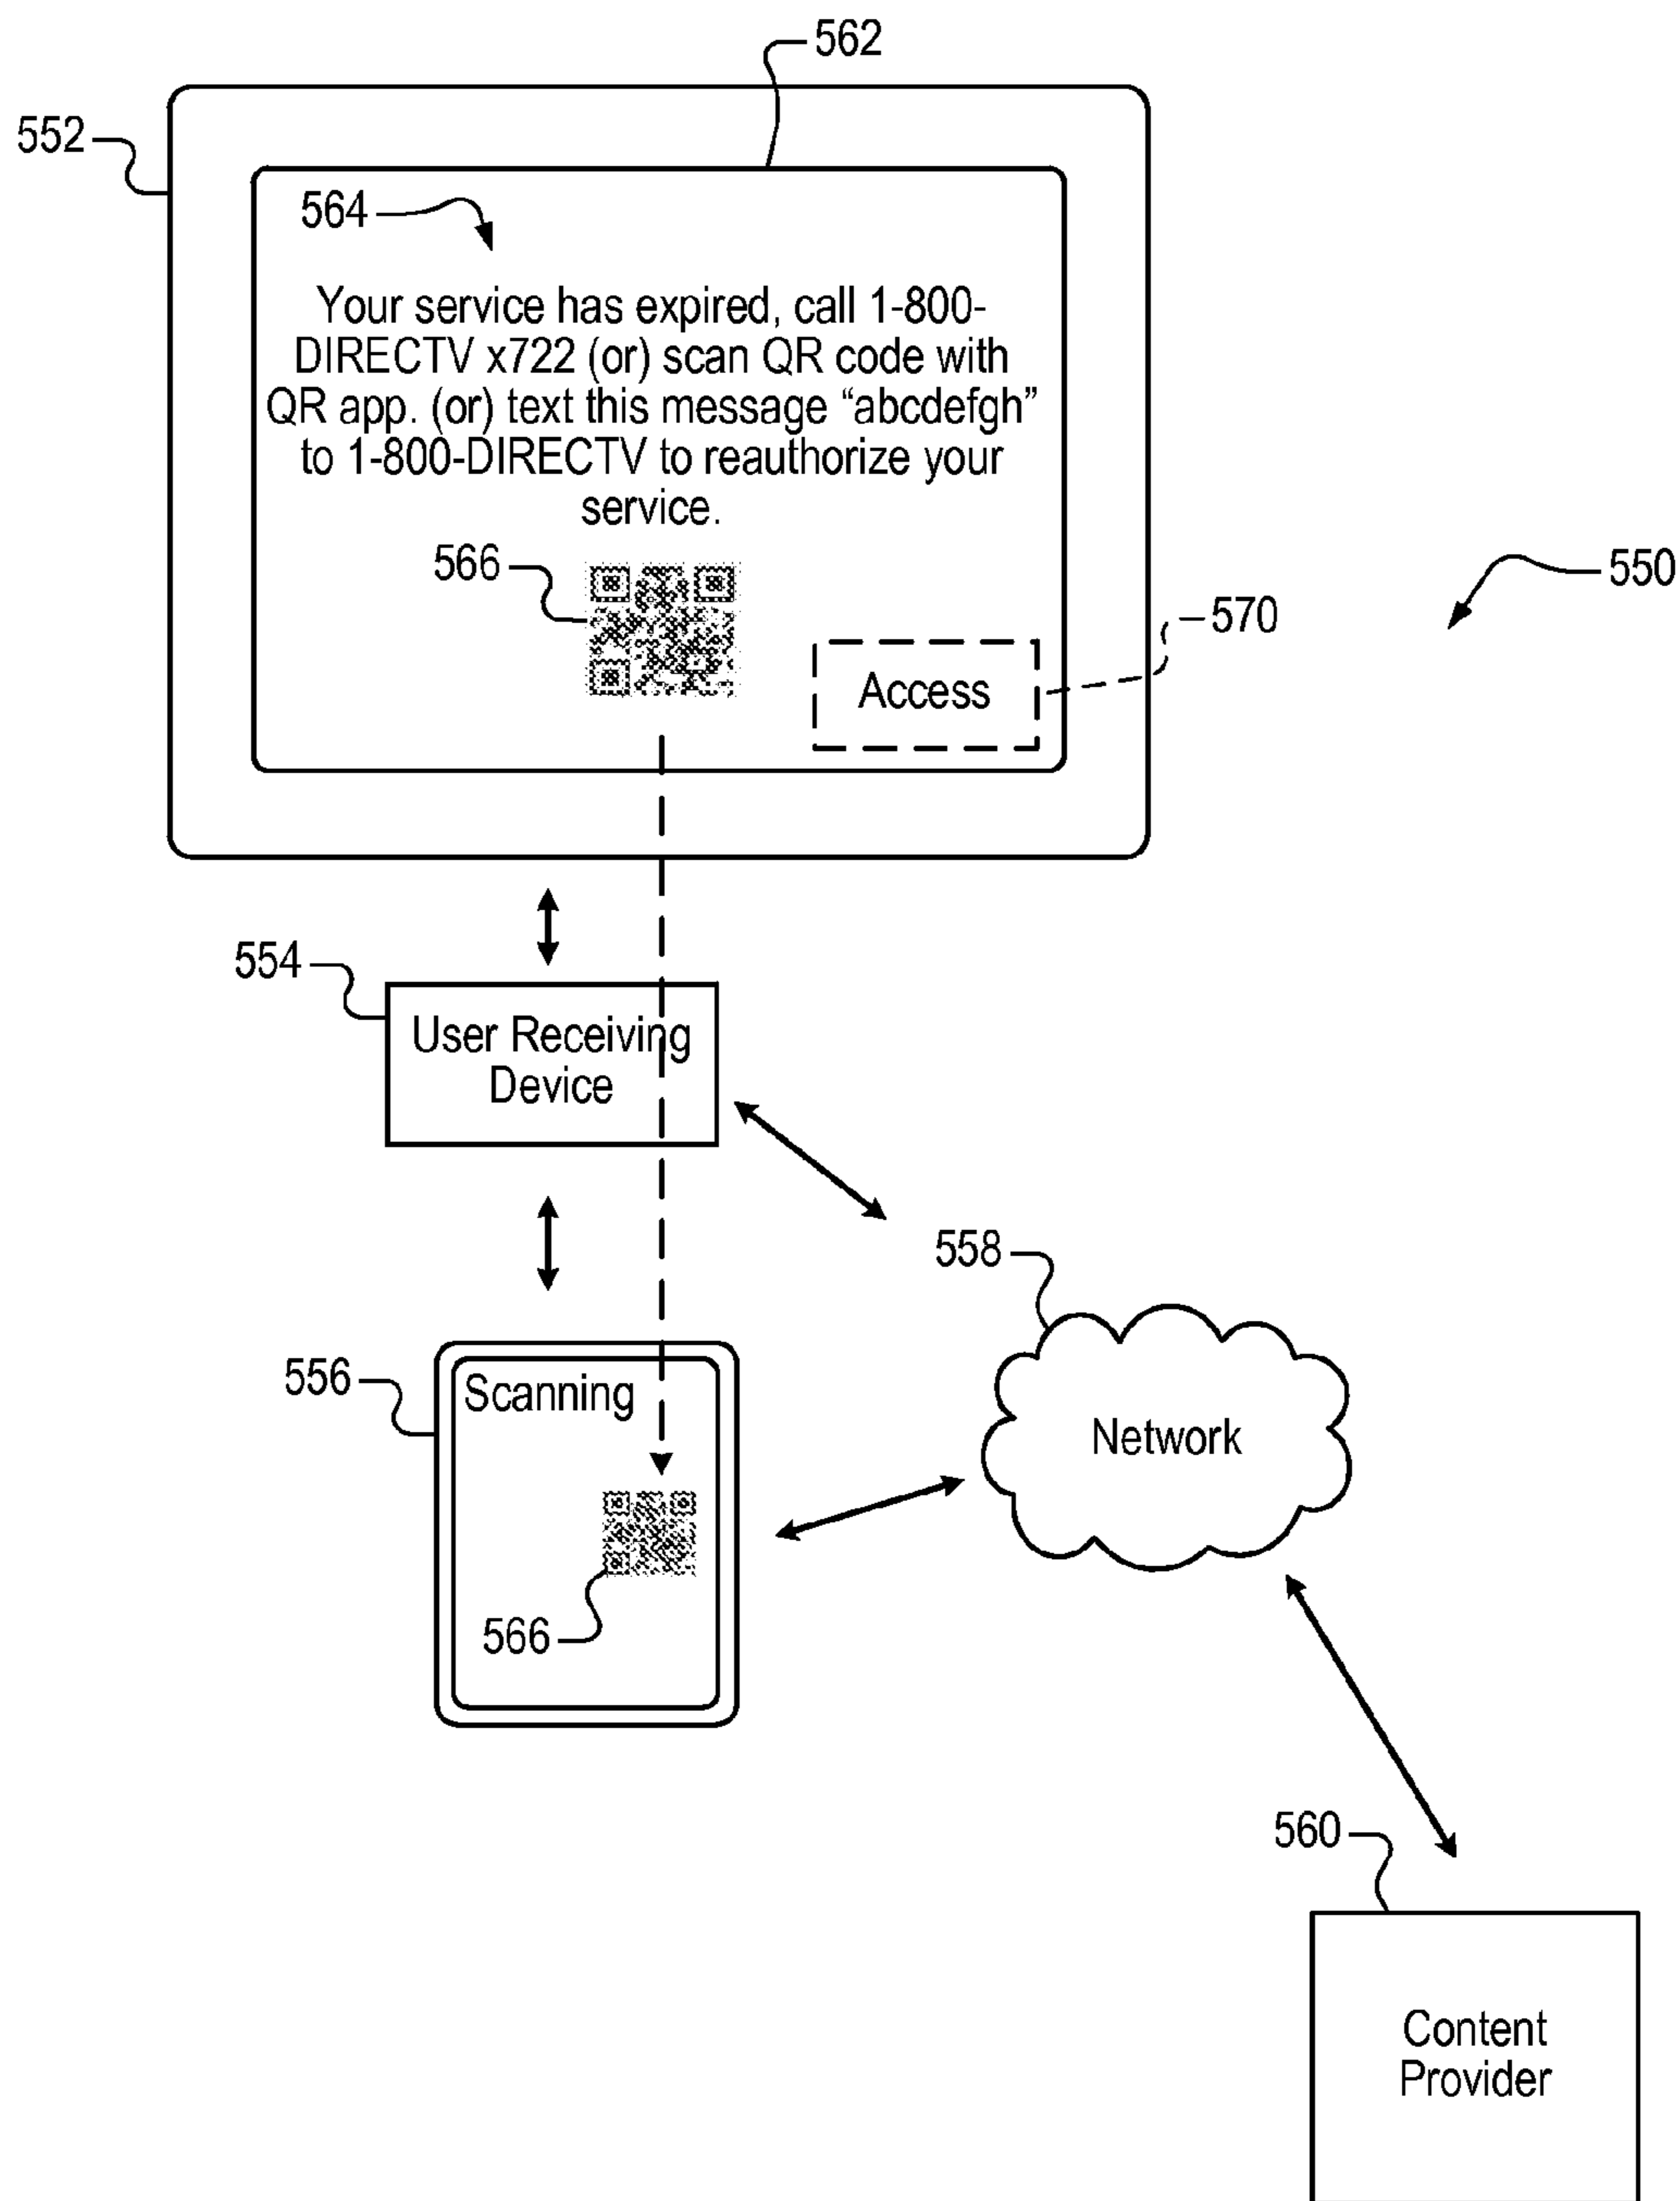 562
552
564
Your service has expired, call 1-800-
DIRECTV x722 (or) scan QR code with
QR app. (or) text this message “abcdefgh”
to 1-800-DIRECTV to reauthorize your
service.
566
550
570
Access
554
User Receiving
Device
558
556
Scanning
Network
566
560
Content
Provider